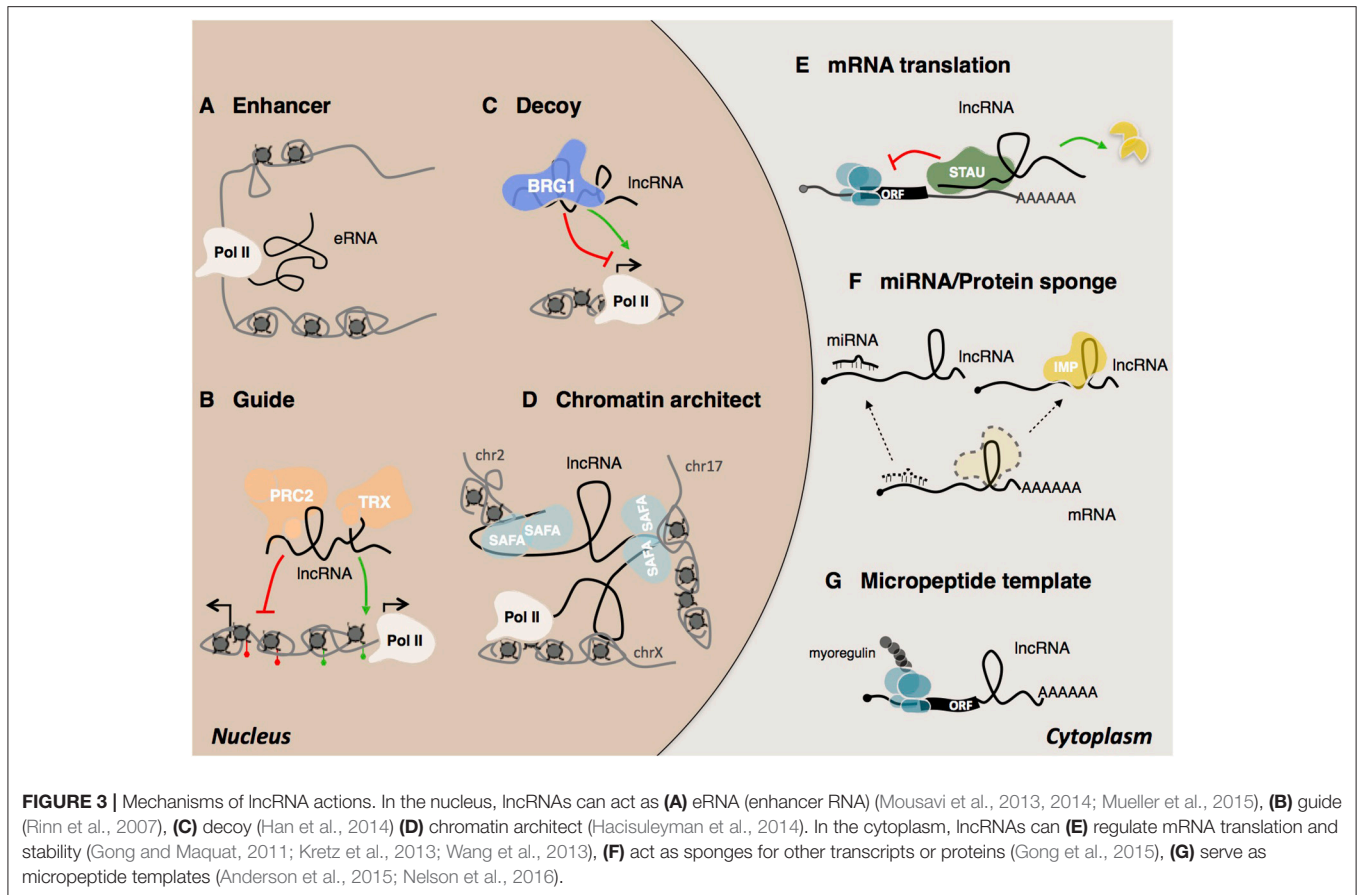 A Enhancer
Pol II
eRNA
B Guide
PRC2
TRX
lncRNA
Pol II
C Decoy
BRG1
lncRNA
Pol II
D Chromatin architect
chr2
lncRNA
chr17
SAFA
SAFA
SAFA
SAFA
Pol II
chrX
Nucleus
E mRNA translation
lncRNA
STAU
ORF
AAAAAA
F miRNA/Protein sponge
miRNA
lncRNA
IMP
lncRNA
AAAAAA
mRNA
G Micropeptide template
myoregulin
lncRNA
ORF
AAAAAA
Cytoplasm
FIGURE 3 | Mechanisms of lncRNA actions. In the nucleus, lncRNAs can act as (A) eRNA (enhancer RNA) (Mousavi et al., 2013, 2014; Mueller et al., 2015), (B) guide
(Rinn et al., 2007), (C) decoy (Han et al., 2014) (D) chromatin architect (Hacisuleyman et al., 2014). In the cytoplasm, lncRNAs can (E) regulate mRNA translation and
stability (Gong and Maquat, 2011; Kretz et al., 2013; Wang et al., 2013), (F) act as sponges for other transcripts or proteins (Gong et al., 2015), (G) serve as
micropeptide templates (Anderson et al., 2015; Nelson et al., 2016).